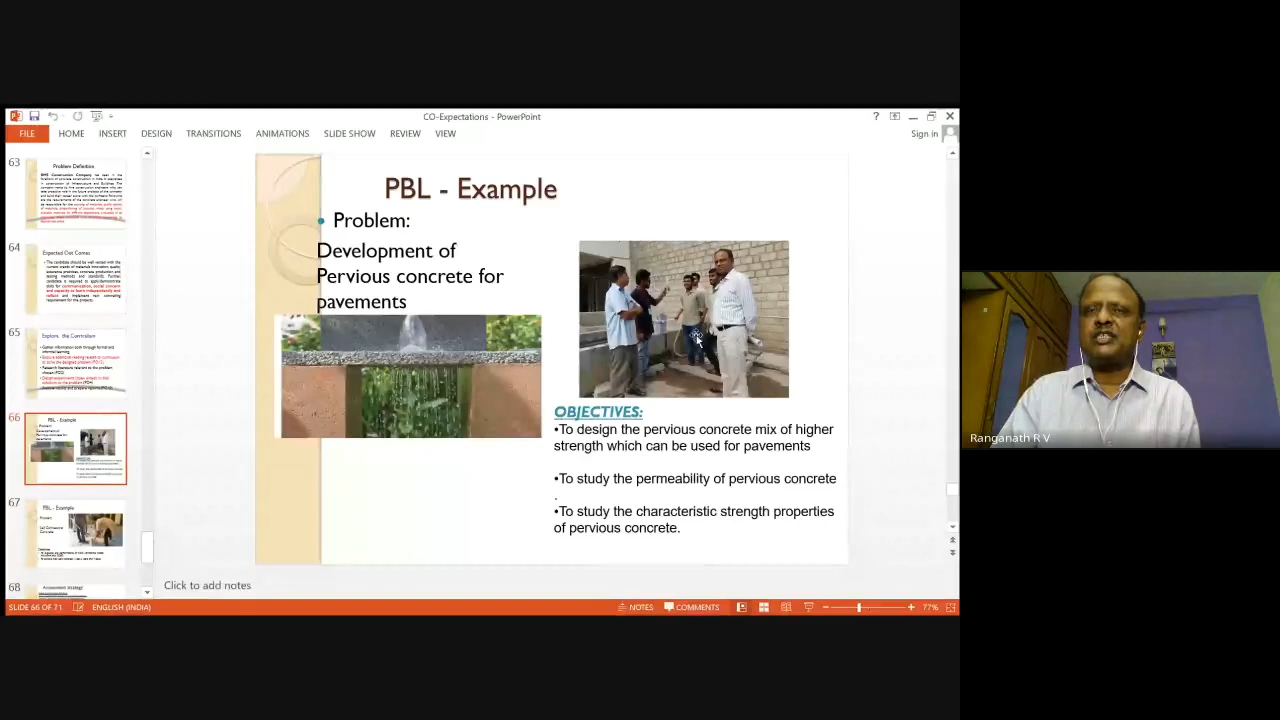 CO-Expectations - PowerPoint
?
Sign in
FILE HOME INSERT DESIGN TRANSITIONS ANIMATIONS SLIDE SHOW REVIEW VIEW
63
Problem Definition
64
Expected Out Comes
65
Explore the Curriculum
66
PBL - Example
67
PBL - Example
68
Assessment Strategy
PBL - Example
Problem:
Development of
Pervious concrete for
pavements
OBJECTIVES:
•To design the pervious concrete mix of higher
strength which can be used for pavements
•To study the permeability of pervious concrete
.
•To study the characteristic strength properties
of pervious concrete.
Click to add notes
SLIDE 66 OF 71 ENGLISH (INDIA) NOTES COMMENTS 77%
Ranganath R V